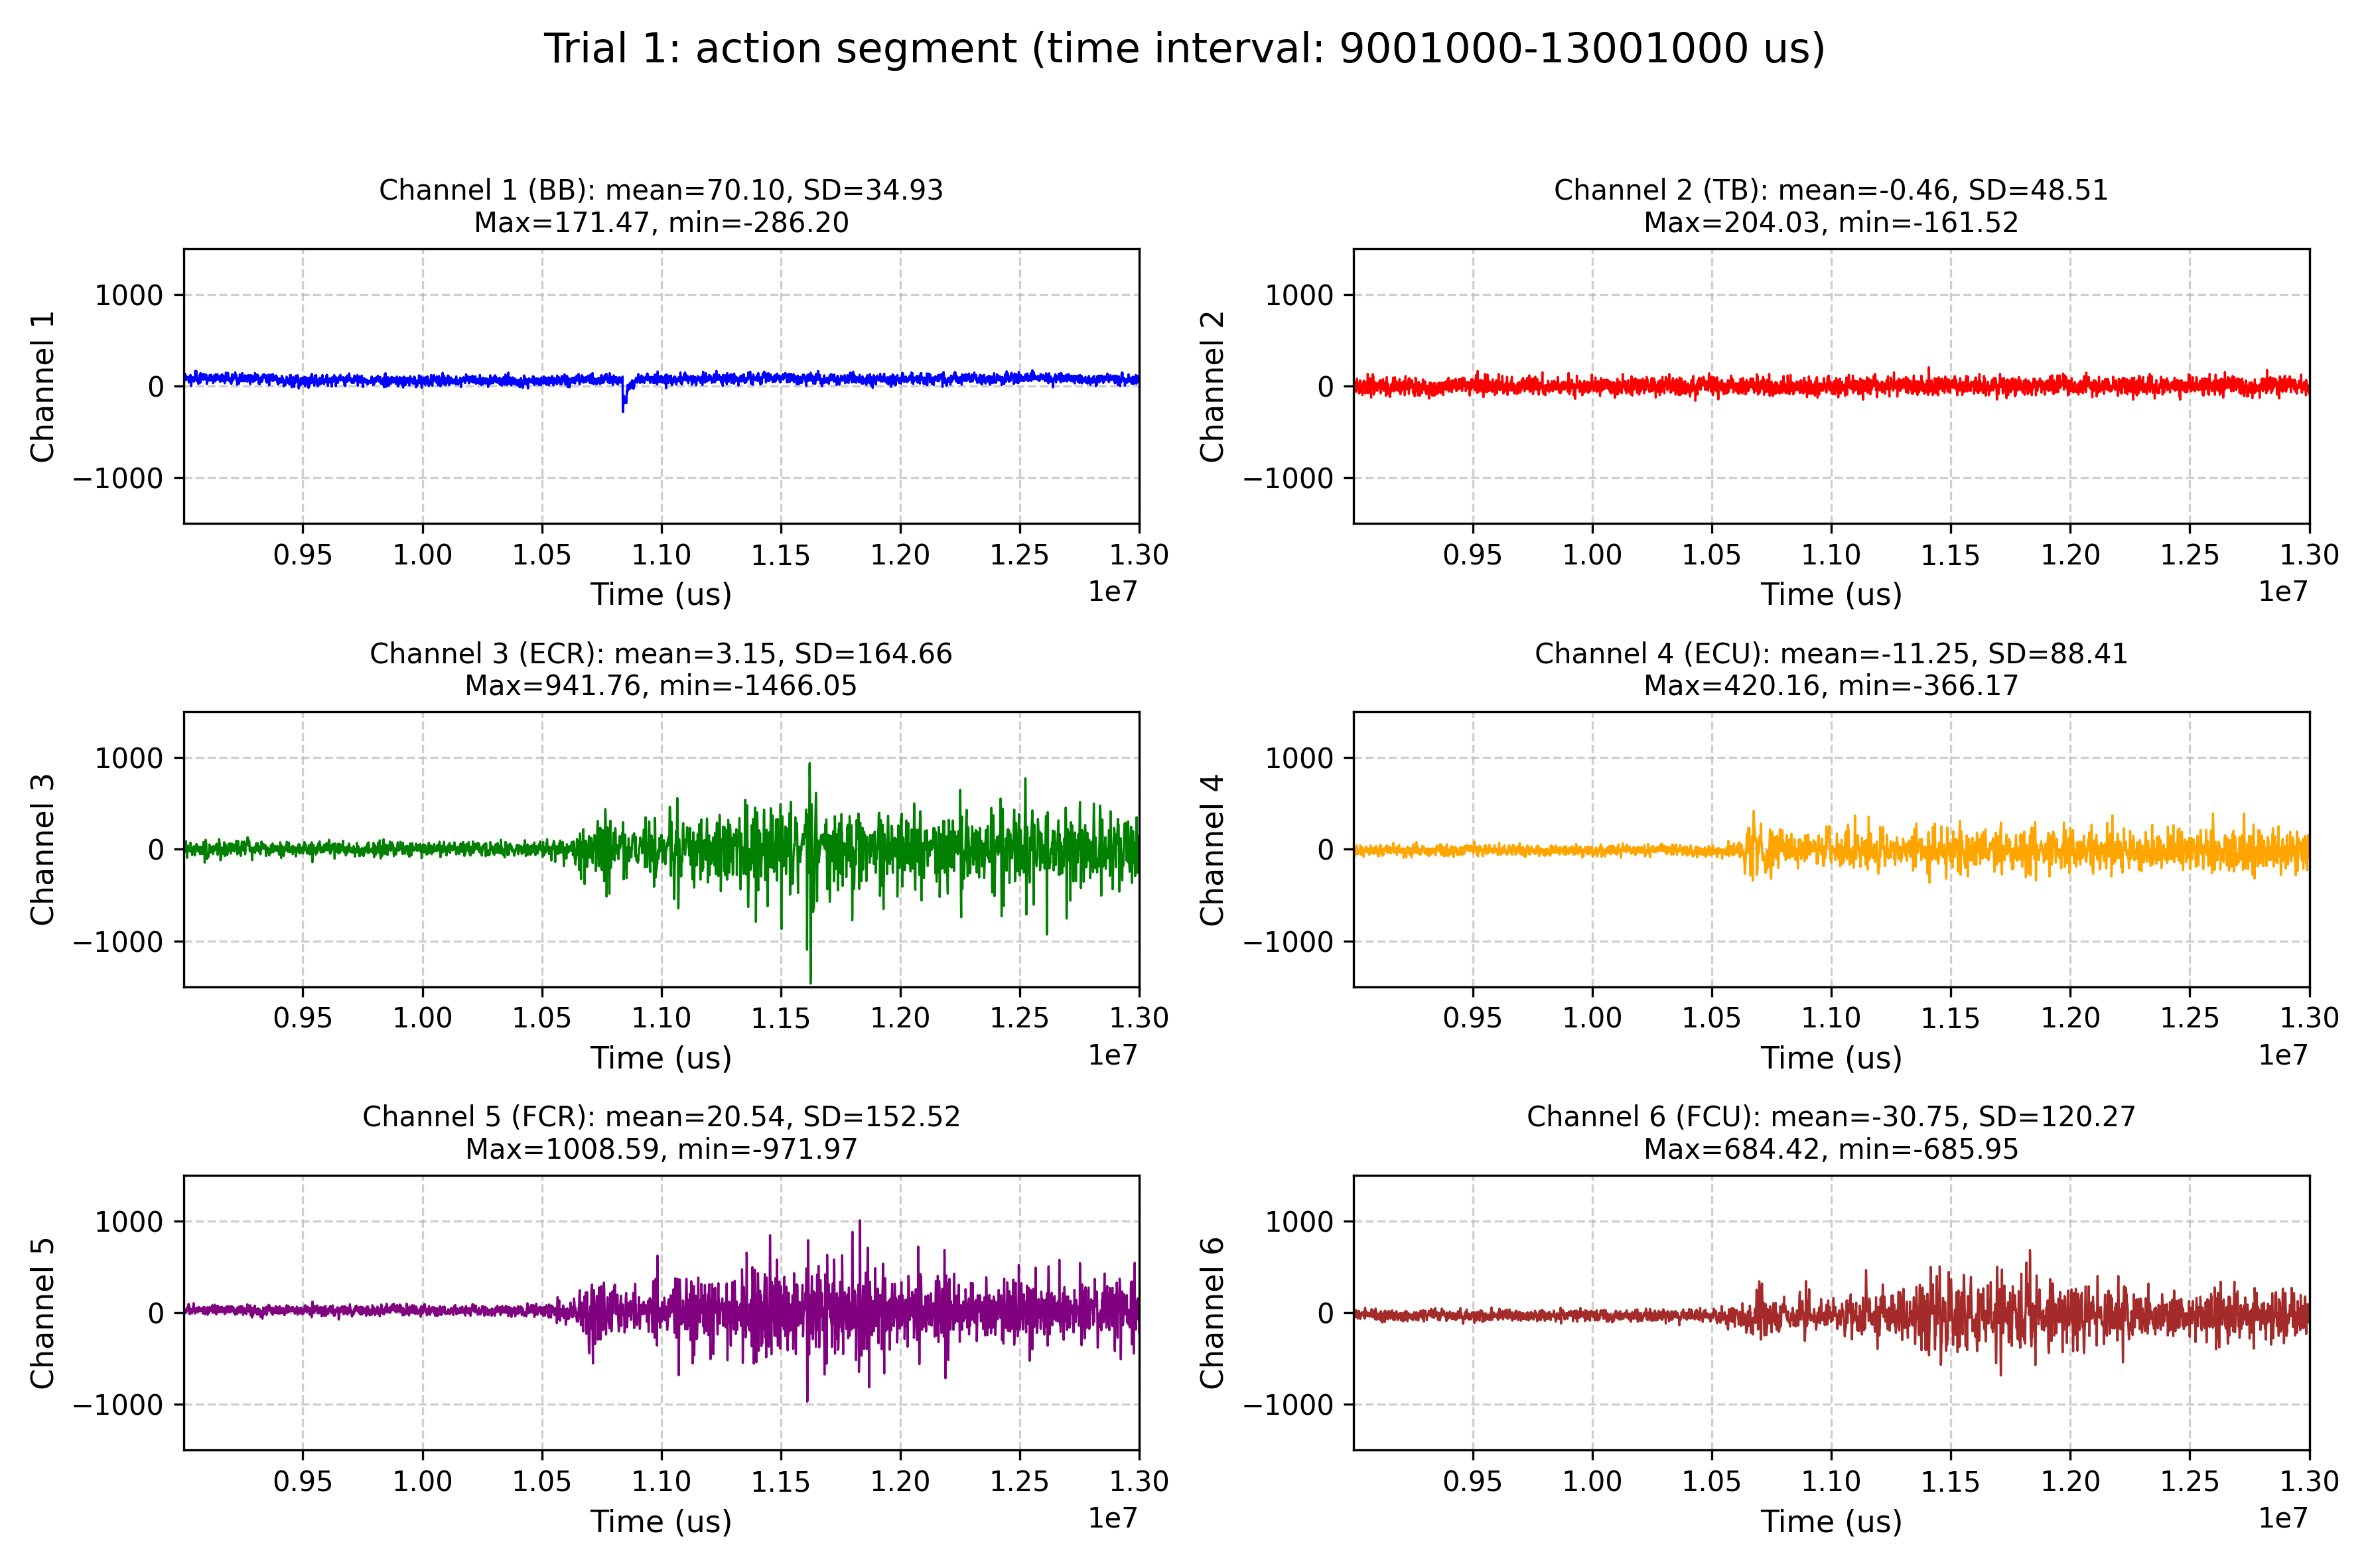 Trial 1: action segment (time interval: 9001000-13001000 us)
Channel 1 (BB): mean=70.10, SD=34.93
Max=171.47, min=-286.20
Channel 1
1000
0
−1000
0.95 1.00 1.05 1.10 1.15 1.20 1.25 1.30
Time (us)
1e7
Channel 2 (TB): mean=-0.46, SD=48.51
Max=204.03, min=-161.52
Channel 2
1000
0
−1000
0.95 1.00 1.05 1.10 1.15 1.20 1.25 1.30
Time (us)
1e7
Channel 3 (ECR): mean=3.15, SD=164.66
Max=941.76, min=-1466.05
Channel 3
1000
0
−1000
0.95 1.00 1.05 1.10 1.15 1.20 1.25 1.30
Time (us)
1e7
Channel 4 (ECU): mean=-11.25, SD=88.41
Max=420.16, min=-366.17
Channel 4
1000
0
−1000
0.95 1.00 1.05 1.10 1.15 1.20 1.25 1.30
Time (us)
1e7
Channel 5 (FCR): mean=20.54, SD=152.52
Max=1008.59, min=-971.97
Channel 5
1000
0
−1000
0.95 1.00 1.05 1.10 1.15 1.20 1.25 1.30
Time (us)
1e7
Channel 6 (FCU): mean=-30.75, SD=120.27
Max=684.42, min=-685.95
Channel 6
1000
0
−1000
0.95 1.00 1.05 1.10 1.15 1.20 1.25 1.30
Time (us)
1e7